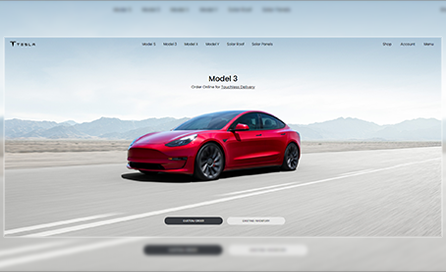 TESLA
Model S Model 3 Model X Model Y Solar Roof Solar Panels
Shop Account Menu
Model 3
Order Online for Touchless Delivery
CUSTOM ORDER
EXISTING INVENTORY